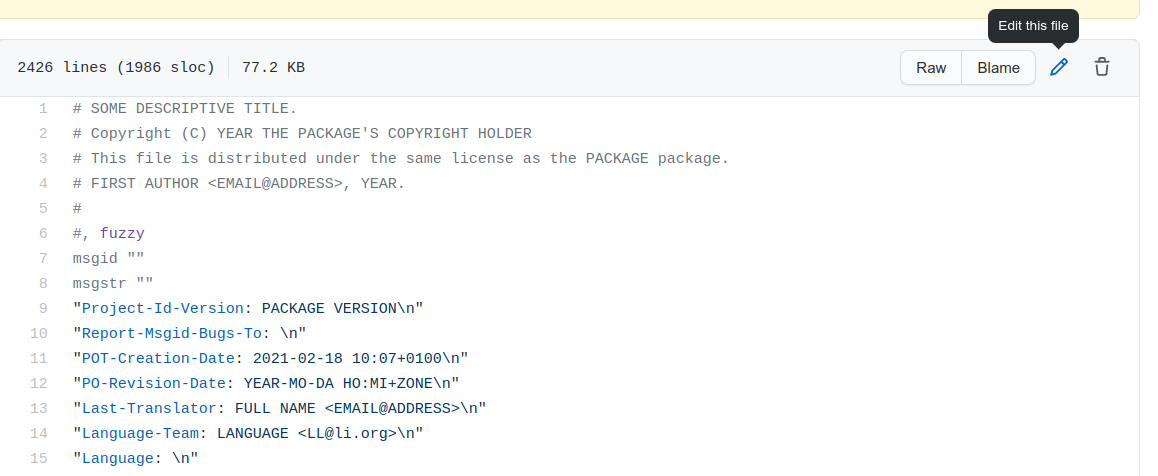 Edit this file
2426 lines (1986 sloc) 77.2 KB Raw Blame
1 # SOME DESCRIPTIVE TITLE.
2 # Copyright (C) YEAR THE PACKAGE'S COPYRIGHT HOLDER
3 # This file is distributed under the same license as the PACKAGE package.
4 # FIRST AUTHOR <EMAIL@ADDRESS>, YEAR.
5 #
6 #, fuzzy
7 msgid ""
8 msgstr ""
9 "Project-Id-Version: PACKAGE VERSION\n"
10 "Report-Msgid-Bugs-To: \n"
11 "POT-Creation-Date: 2021-02-18 10:07+0100\n"
12 "PO-Revision-Date: YEAR-MO-DA HO:MI+ZONE\n"
13 "Last-Translator: FULL NAME <EMAIL@ADDRESS>\n"
14 "Language-Team: LANGUAGE <LL@li.org>\n"
15 "Language: \n"